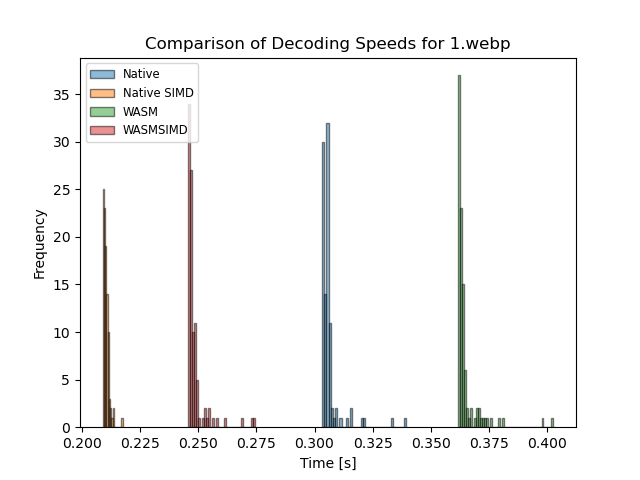 Comparison of Decoding Speeds for 1.webp
Native
Native SIMD
WASM
WASMSIMD
35
30
25
20
15
10
5
0
Frequency
0.200 0.225 0.250 0.275 0.300 0.325 0.350 0.375 0.400
Time [s]